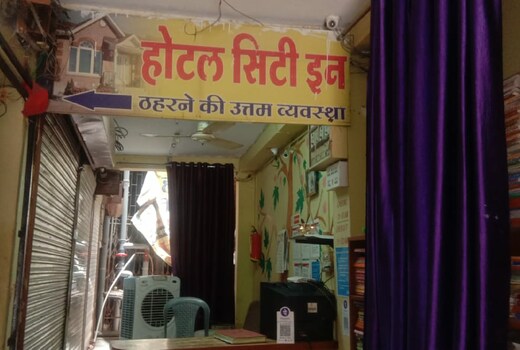 होटल सिटी इन
ठहरने की उत्तम व्यवस्था